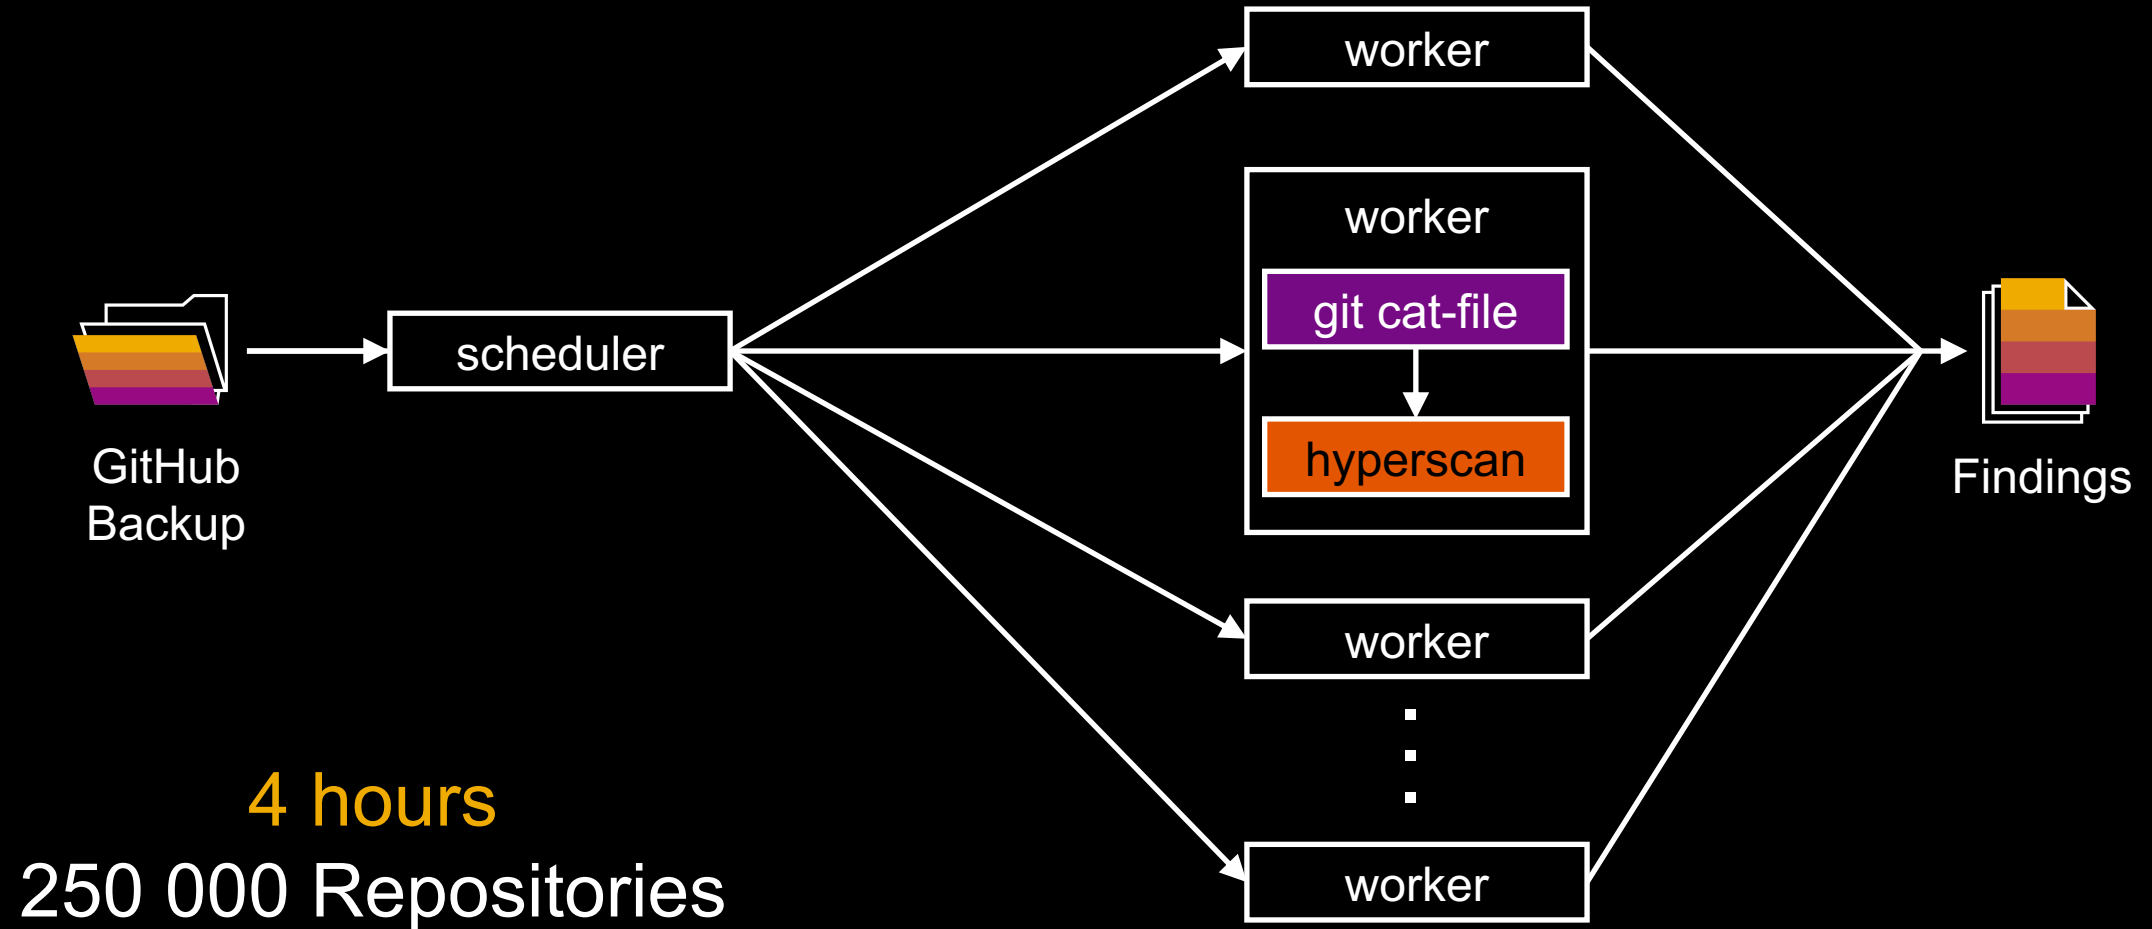 GitHub
Backup
scheduler
worker
worker
git cat-file
hyperscan
worker
worker
Findings
4 hours
250 000 Repositories